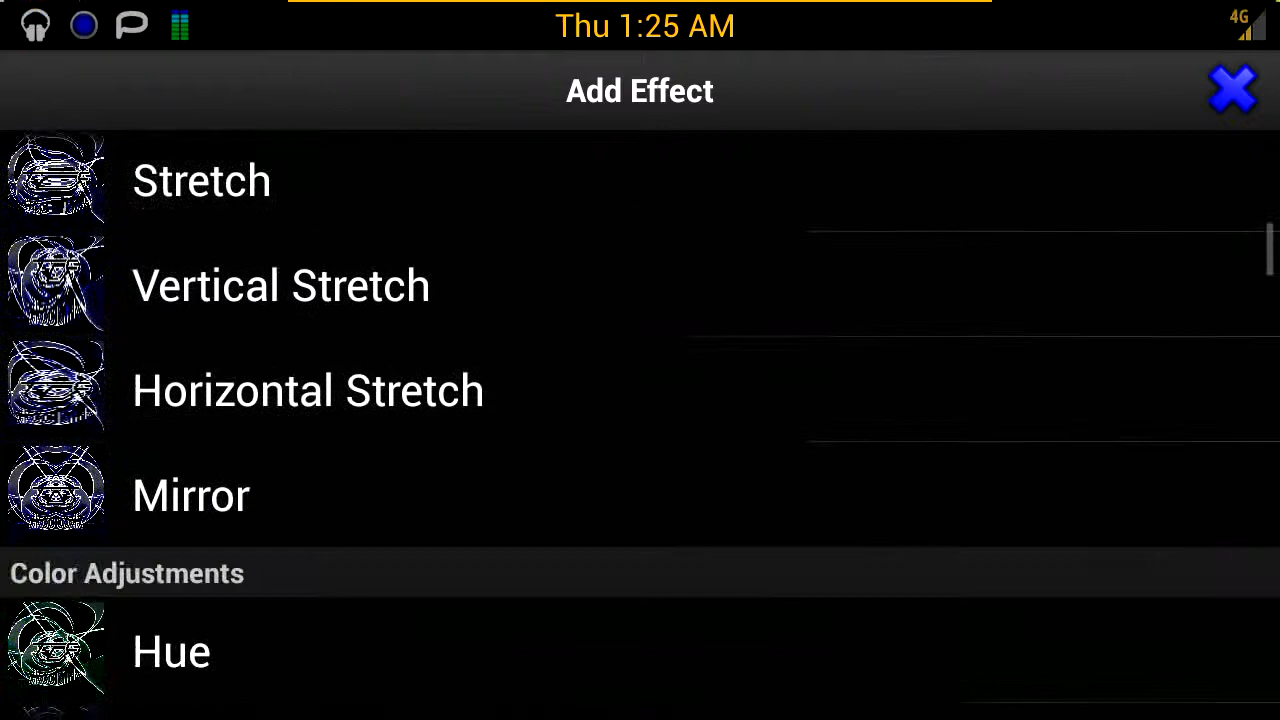 Thu 1:25 AM
4G
Add Effect
Stretch
Vertical Stretch
Horizontal Stretch
Mirror
Color Adjustments
Hue